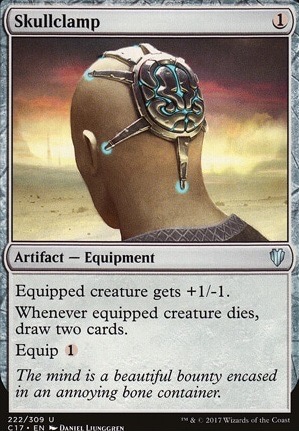 Skullclamp 1
Artifact — Equipment
Equipped creature gets +1/-1.
Whenever equipped creature dies,
draw two cards.
Equip 1
The mind is a beautiful bounty encased
in an annoying bone container.
222/309 U
C17 • EN Daniel Ljunggren
™ & © 2017 Wizards of the Coast